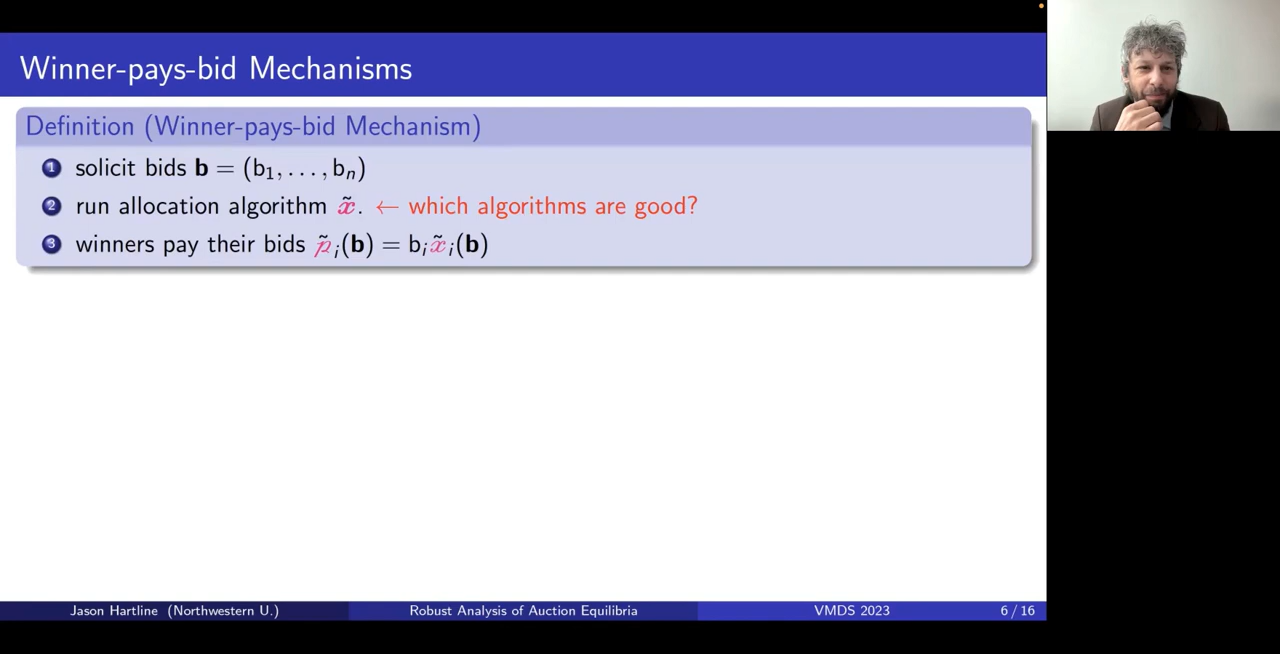 Winner-pays-bid Mechanisms
Definition (Winner-pays-bid Mechanism)
1 solicit bids b = (b₁, . . . , bₙ)
2 run allocation algorithm x̃. ← which algorithms are good?
3 winners pay their bids p̃ᵢ(b) = bᵢx̃ᵢ(b)
Jason Hartline (Northwestern U.) Robust Analysis of Auction Equilibria VMDS 2023 6 / 16